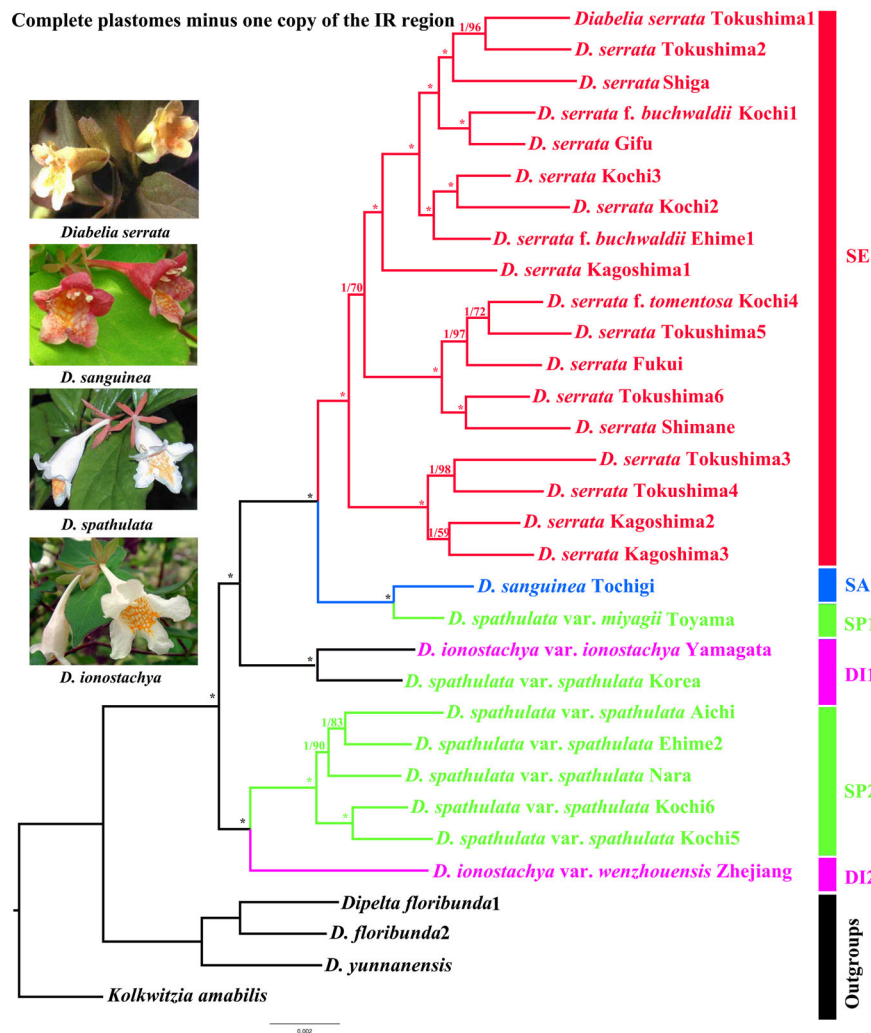 Complete plastomes minus one copy of the IR region
Diabelia serrata Tokushima1
1/96
D. serrata Tokushima2
*
*
D. serrata Shiga
*
D. serrata f. buchwaldii Kochi1
*
D. serrata Gifu
*
D. serrata Kochi3
*
D. serrata Kochi2
*
D. serrata f. buchwaldii Ehime1
*
D. serrata Kagoshima1
1/70
D. serrata f. tomentosa Kochi4
1/72
D. serrata Tokushima5
1/97
D. serrata Fukui
*
D. serrata Tokushima6
*
D. serrata Shimane
*
D. serrata Tokushima3
1/98
D. serrata Tokushima4
*
D. serrata Kagoshima2
1/59
D. serrata Kagoshima3
*
D. sanguinea Tochigi
*
D. spathulata var. miyagii Toyama
*
D. ionostachya var. ionostachya Yamagata
*
D. spathulata var. spathulata Korea
*
D. spathulata var. spathulata Aichi
1/83
D. spathulata var. spathulata Ehime2
1/90
D. spathulata var. spathulata Nara
*
D. spathulata var. spathulata Kochi6
*
D. spathulata var. spathulata Kochi5
*
D. ionostachya var. wenzhouensis Zhejiang
Dipelta floribunda1
D. floribunda2
D. yunnanensis
Kolkwitzia amabilis
0.002
Diabelia serrata
D. sanguinea
D. spathulata
D. ionostachya
SE
SA
SP1
DI1
SP2
DI2
Outgroups